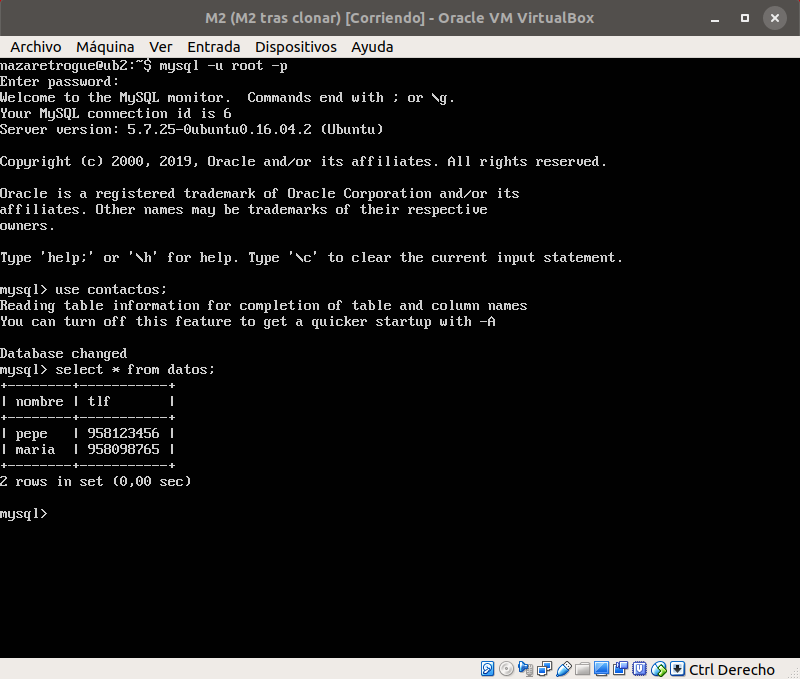 M2 (M2 tras clonar) [Corriendo] - Oracle VM VirtualBox
Archivo Máquina Ver Entrada Dispositivos Ayuda
nazaretrogue@ub2:~$ mysql -u root -p
Enter password:
Welcome to the MySQL monitor.  Commands end with ; or \g.
Your MySQL connection id is 6
Server version: 5.7.25-0ubuntu0.16.04.2 (Ubuntu)
Copyright (c) 2000, 2019, Oracle and/or its affiliates. All rights reserved.
Oracle is a registered trademark of Oracle Corporation and/or its
affiliates. Other names may be trademarks of their respective
owners.
Type 'help;' or '\h' for help. Type '\c' to clear the current input statement.
mysql> use contactos;
Reading table information for completion of table and column names
You can turn off this feature to get a quicker startup with -A
Database changed
mysql> select * from datos;
+--------+-----------+
| nombre | tlf       |
+--------+-----------+
| pepe   | 958123456 |
| maria  | 958098765 |
+--------+-----------+
2 rows in set (0,00 sec)
mysql>
Ctrl Derecho